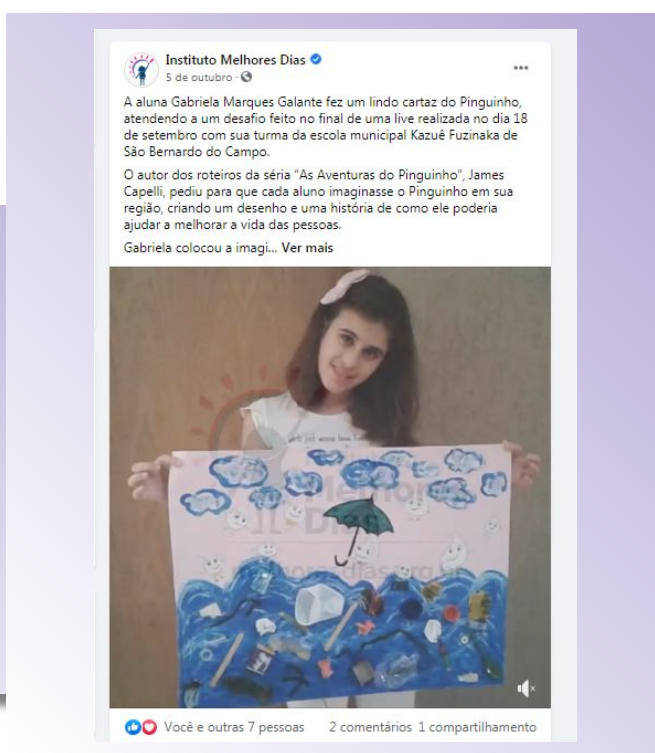 Instituto Melhores Dias
5 de outubro ·
A aluna Gabriela Marques Galante fez um lindo cartaz do Pinguinho,
atendendo a um desafio feito no final de uma live realizada no dia 18
de setembro com sua turma da escola municipal Kazuê Fuzinaka de
São Bernardo do Campo.
O autor dos roteiros da séria "As Aventuras do Pinguinho", James
Capelli, pediu para que cada aluno imaginasse o Pinguinho em sua
região, criando um desenho e uma história de como ele poderia
ajudar a melhorar a vida das pessoas.
Gabriela colocou a imagi... Ver mais
Melhores
Dias
Você e outras 7 pessoas 2 comentários 1 compartilhamento